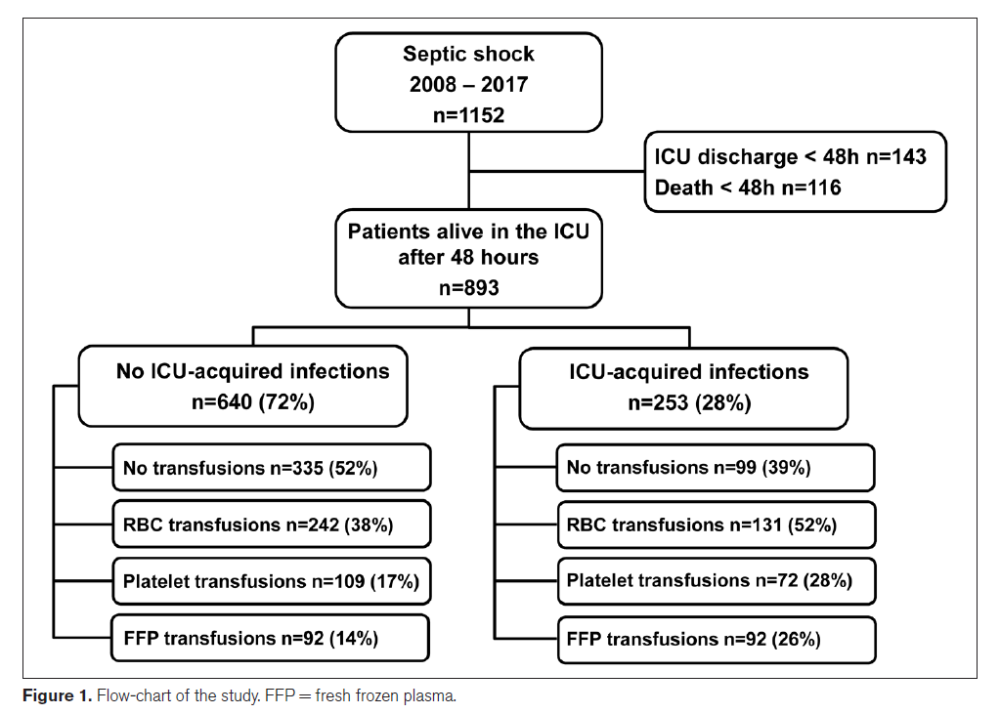 Septic shock
2008 – 2017
n=1152
ICU discharge < 48h n=143
Death < 48h n=116
Patients alive in the ICU
after 48 hours
n=893
No ICU-acquired infections
n=640 (72%)
No transfusions n=335 (52%)
RBC transfusions n=242 (38%)
Platelet transfusions n=109 (17%)
FFP transfusions n=92 (14%)
ICU-acquired infections
n=253 (28%)
No transfusions n=99 (39%)
RBC transfusions n=131 (52%)
Platelet transfusions n=72 (28%)
FFP transfusions n=92 (26%)
Figure 1. Flow-chart of the study. FFP = fresh frozen plasma.